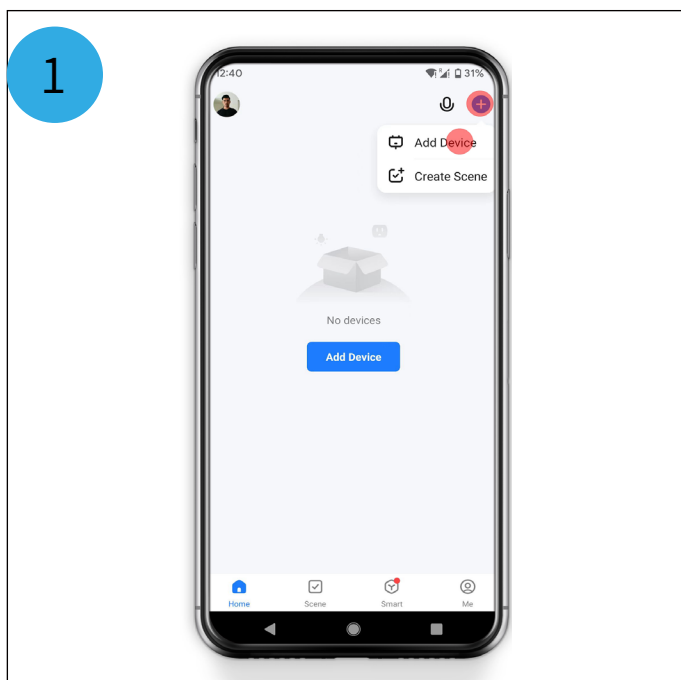 1
12:40
31%
Add Device
Create Scene
No devices
Add Device
Home
Scene
Smart
Me